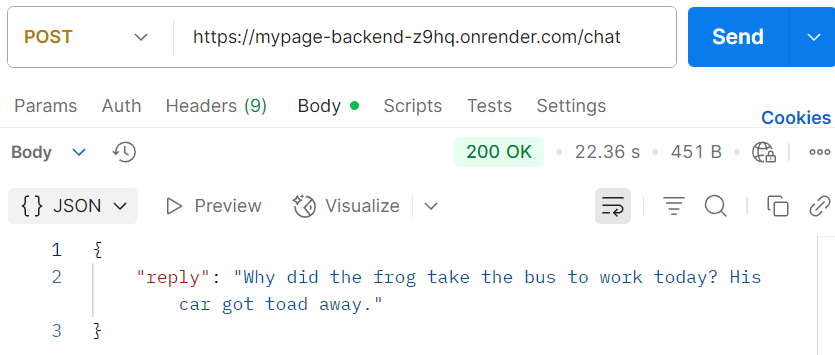 POST https://mypage-backend-z9hq.onrender.com/chat Send
Params Auth Headers (9) Body Scripts Tests Settings
Cookies
Body 200 OK 22.36 s 451 B
{} JSON Preview Visualize
1 {
2 "reply": "Why did the frog take the bus to work today? His
car got toad away."
3 }